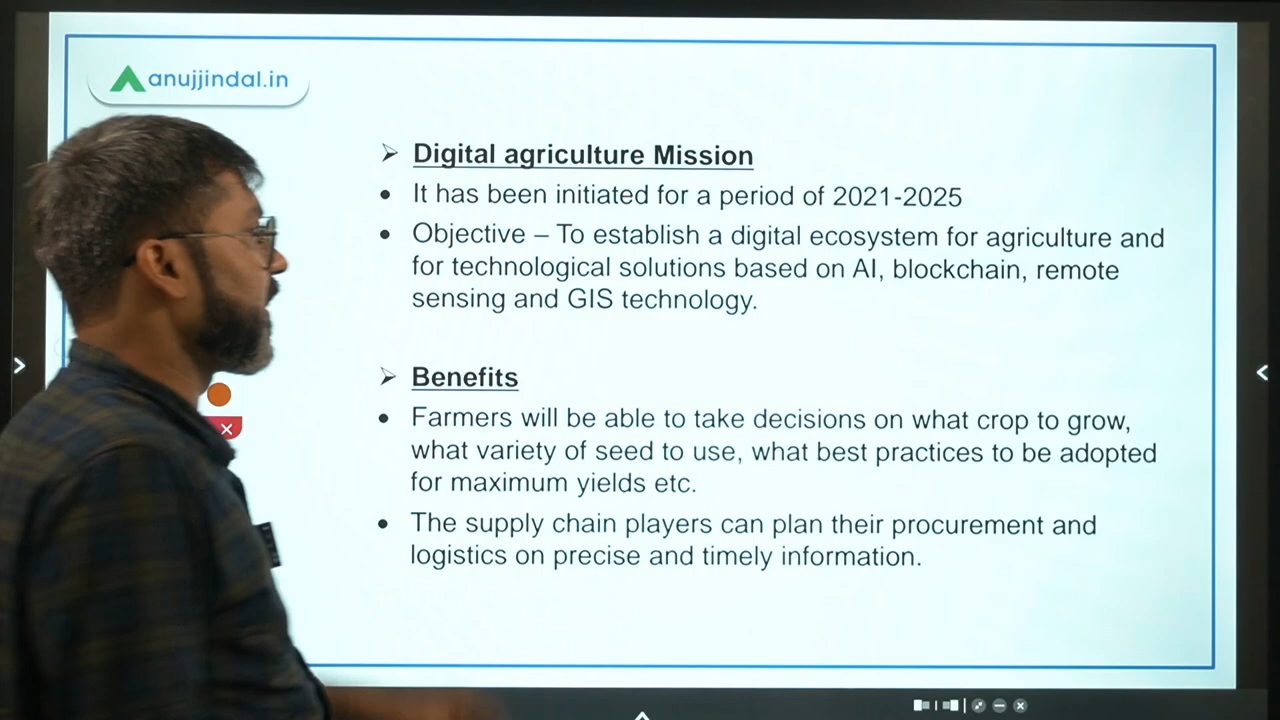 anujjindal.in
➢ Digital agriculture Mission
• It has been initiated for a period of 2021-2025
• Objective – To establish a digital ecosystem for agriculture and
for technological solutions based on AI, blockchain, remote
sensing and GIS technology.
➢ Benefits
• Farmers will be able to take decisions on what crop to grow,
what variety of seed to use, what best practices to be adopted
for maximum yields etc.
• The supply chain players can plan their procurement and
logistics on precise and timely information.